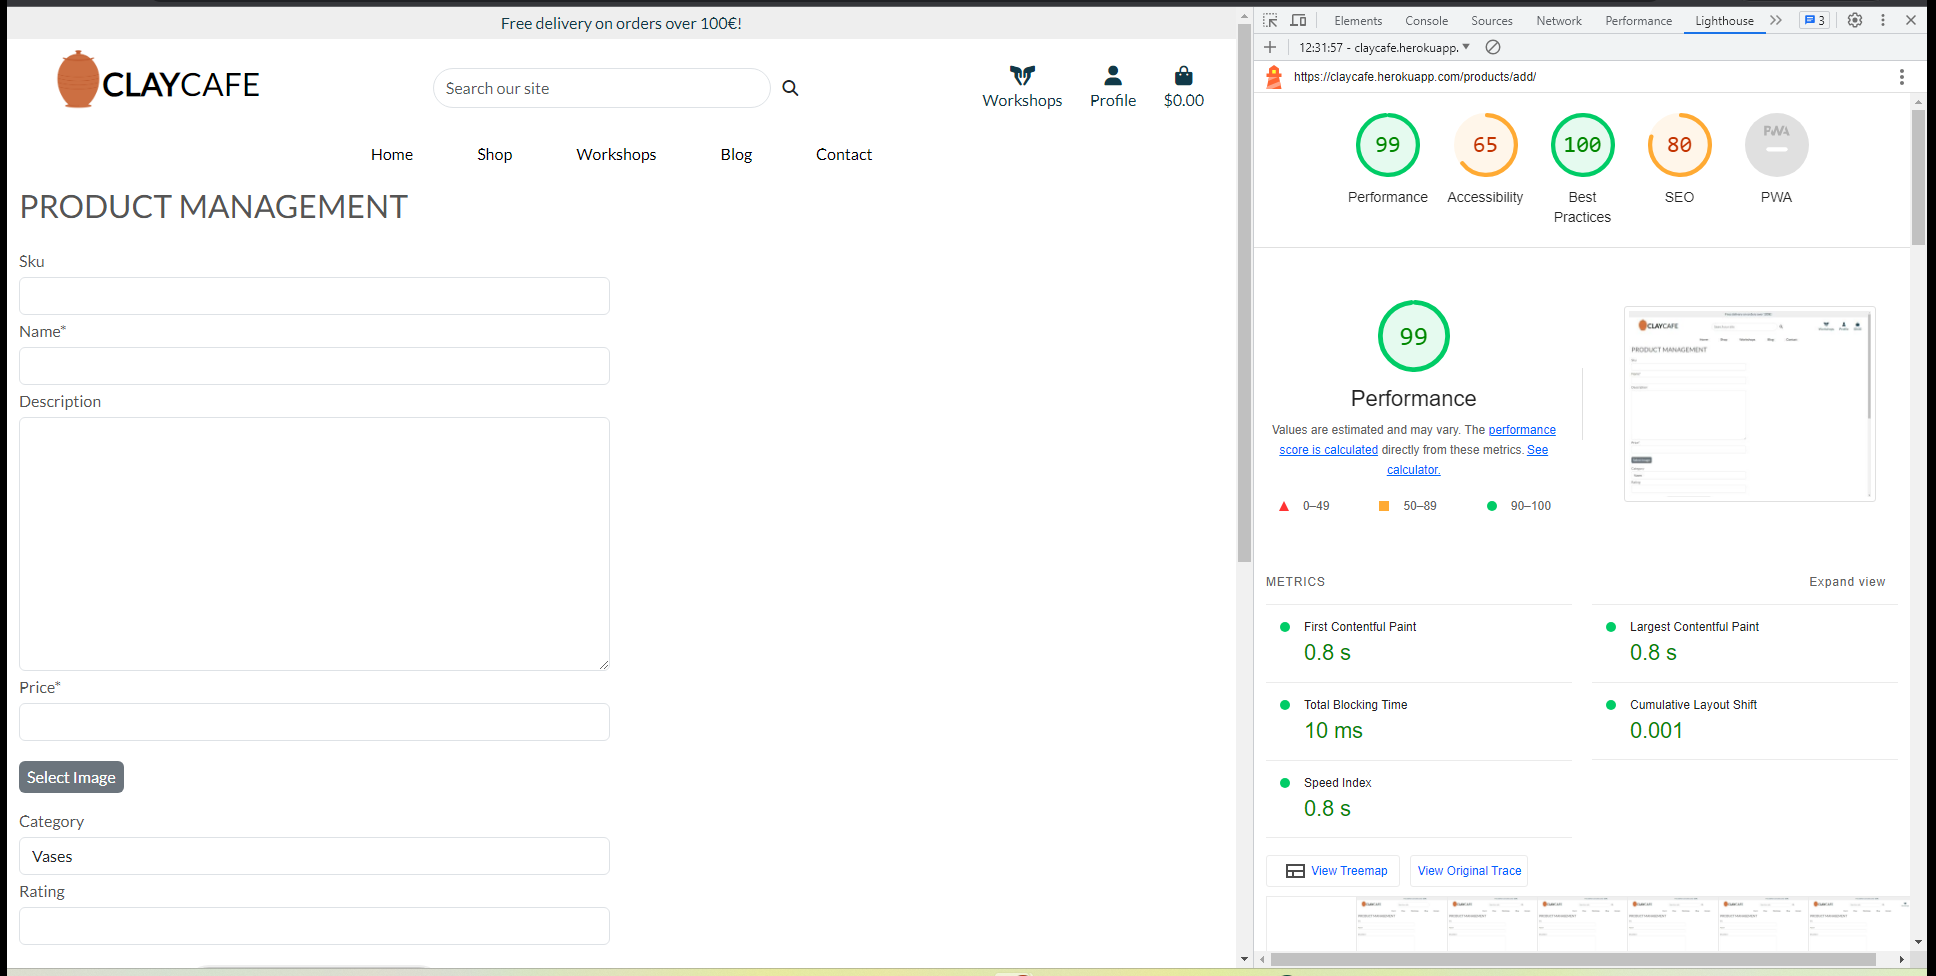 Free delivery on orders over 100€!
CLAYCAFE
Search our site
Workshops
Profile
$0.00
Home
Shop
Workshops
Blog
Contact
PRODUCT MANAGEMENT
Sku
Name*
Description
Price*
Select Image
Category
Vases
Rating
Elements
Console
Sources
Network
Performance
Lighthouse
3
12:31:57 - claycafe.herokuapp.
https://claycafe.herokuapp.com/products/add/
99
65
100
80
PWA
Performance
Accessibility
Best
Practices
SEO
PWA
99
Performance
Values are estimated and may vary. The performance
score is calculated directly from these metrics. See
calculator.
0–49
50–89
90–100
CLAYCAFE
PRODUCT MANAGEMENT
METRICS
Expand view
First Contentful Paint
0.8 s
Largest Contentful Paint
0.8 s
Total Blocking Time
10 ms
Cumulative Layout Shift
0.001
Speed Index
0.8 s
View Treemap
View Original Trace